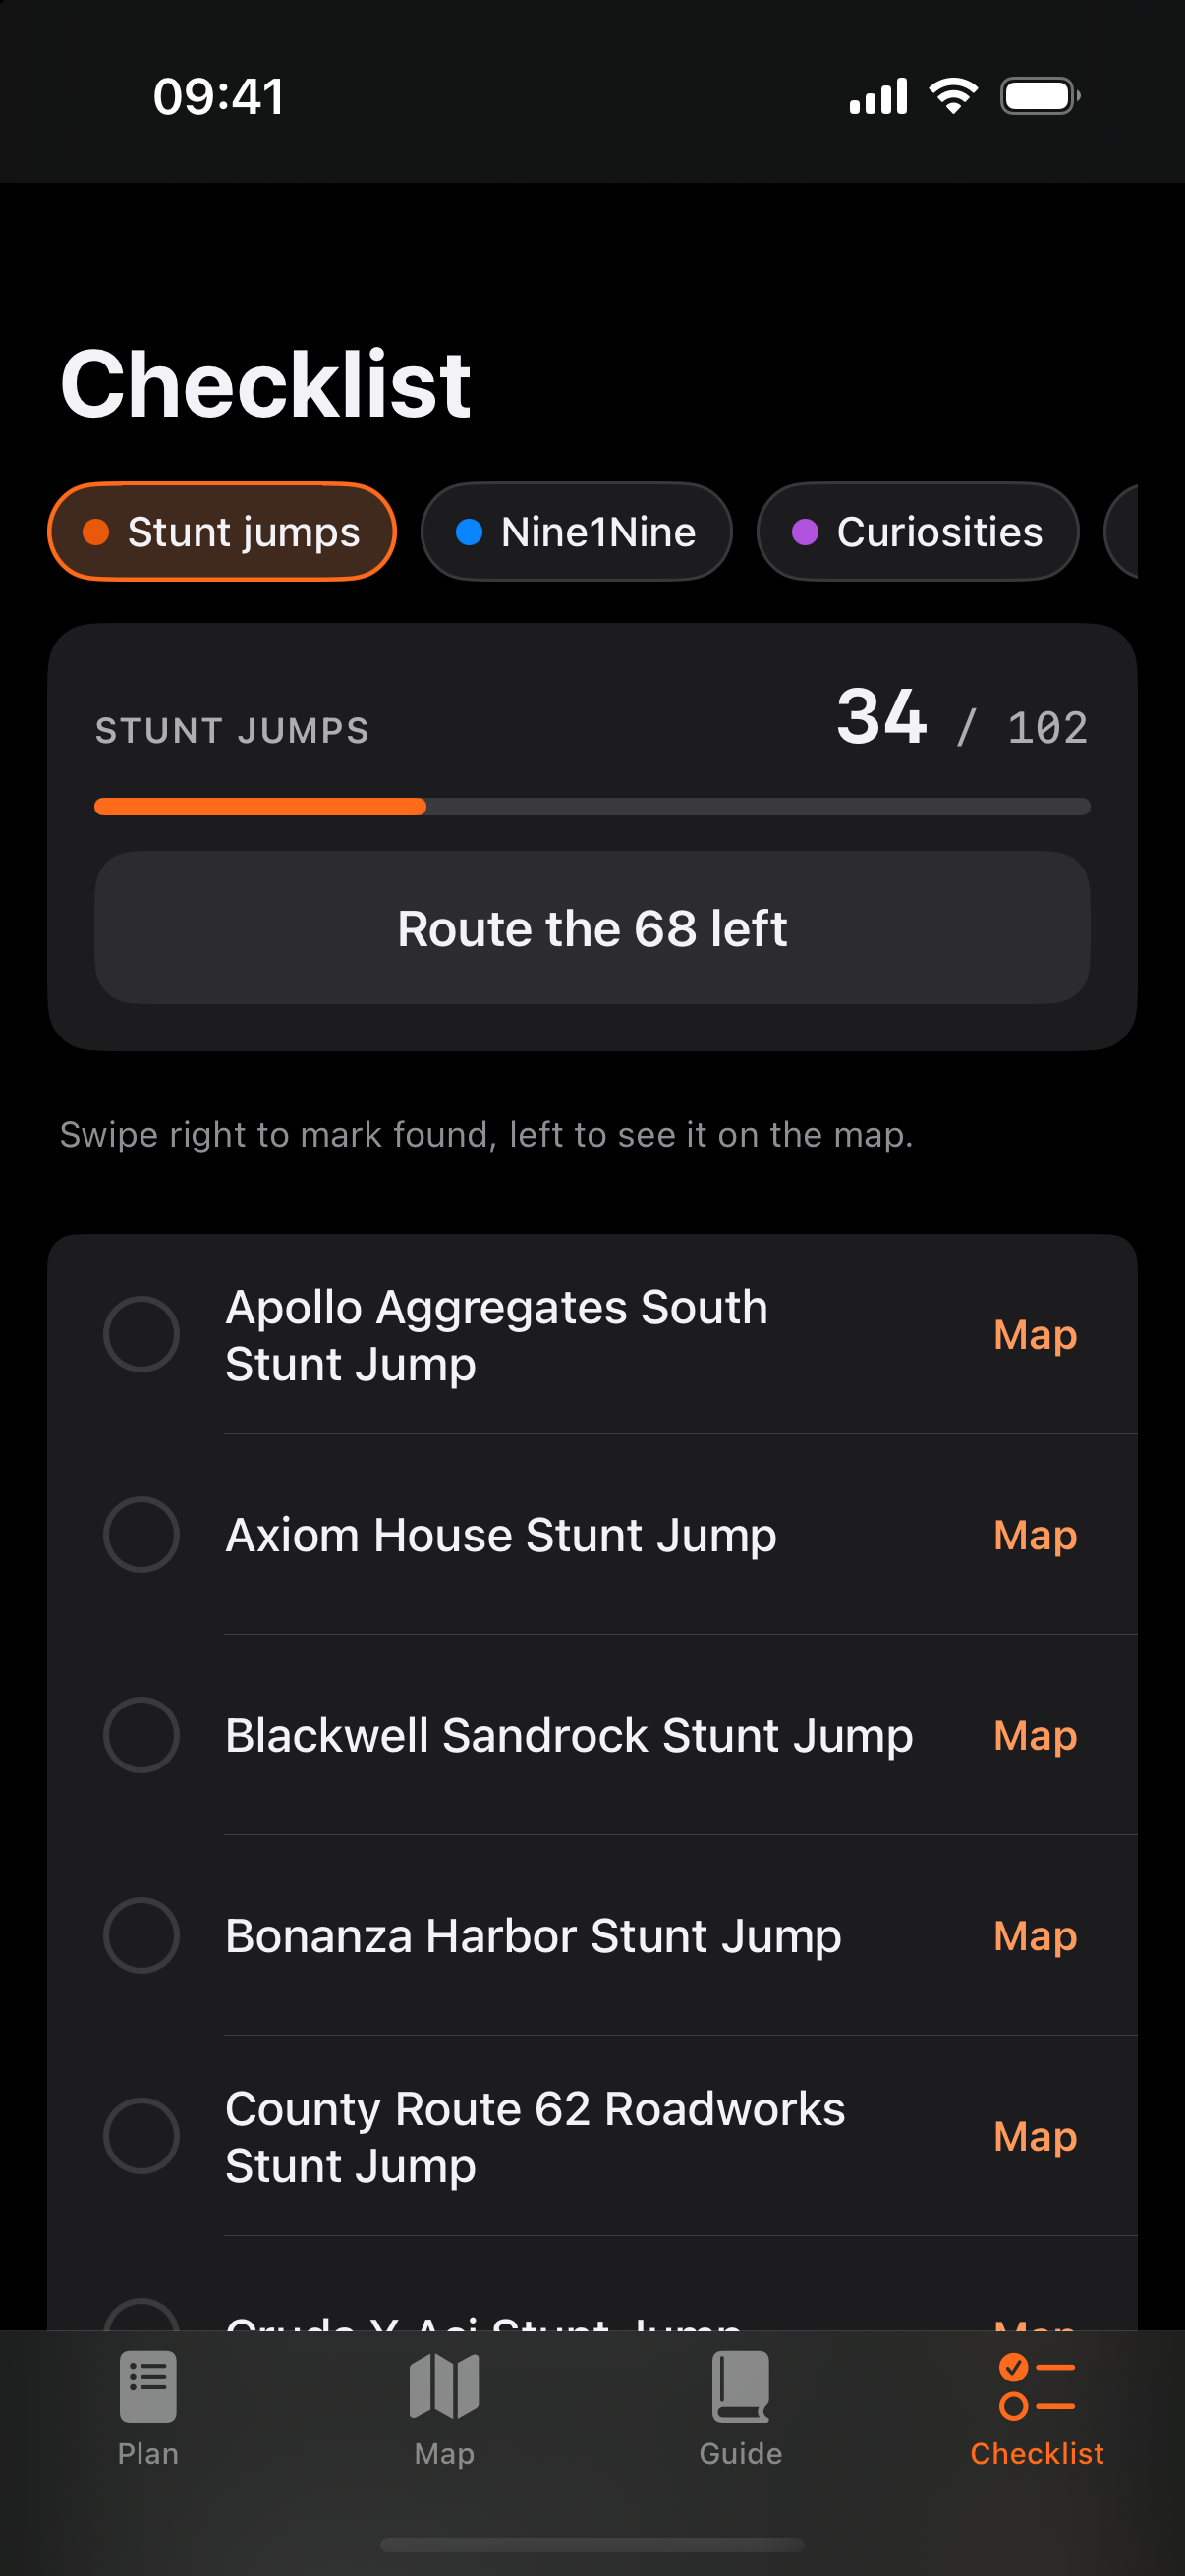 09:41
Checklist
Stunt jumps
Nine1Nine
Curiosities
STUNT JUMPS
34 / 102
Route the 68 left
Swipe right to mark found, left to see it on the map.
Apollo Aggregates South
Stunt Jump
Map
Axiom House Stunt Jump
Map
Blackwell Sandrock Stunt Jump
Map
Bonanza Harbor Stunt Jump
Map
County Route 62 Roadworks
Stunt Jump
Map
Stunt Jump
Map
Plan
Map
Guide
Checklist